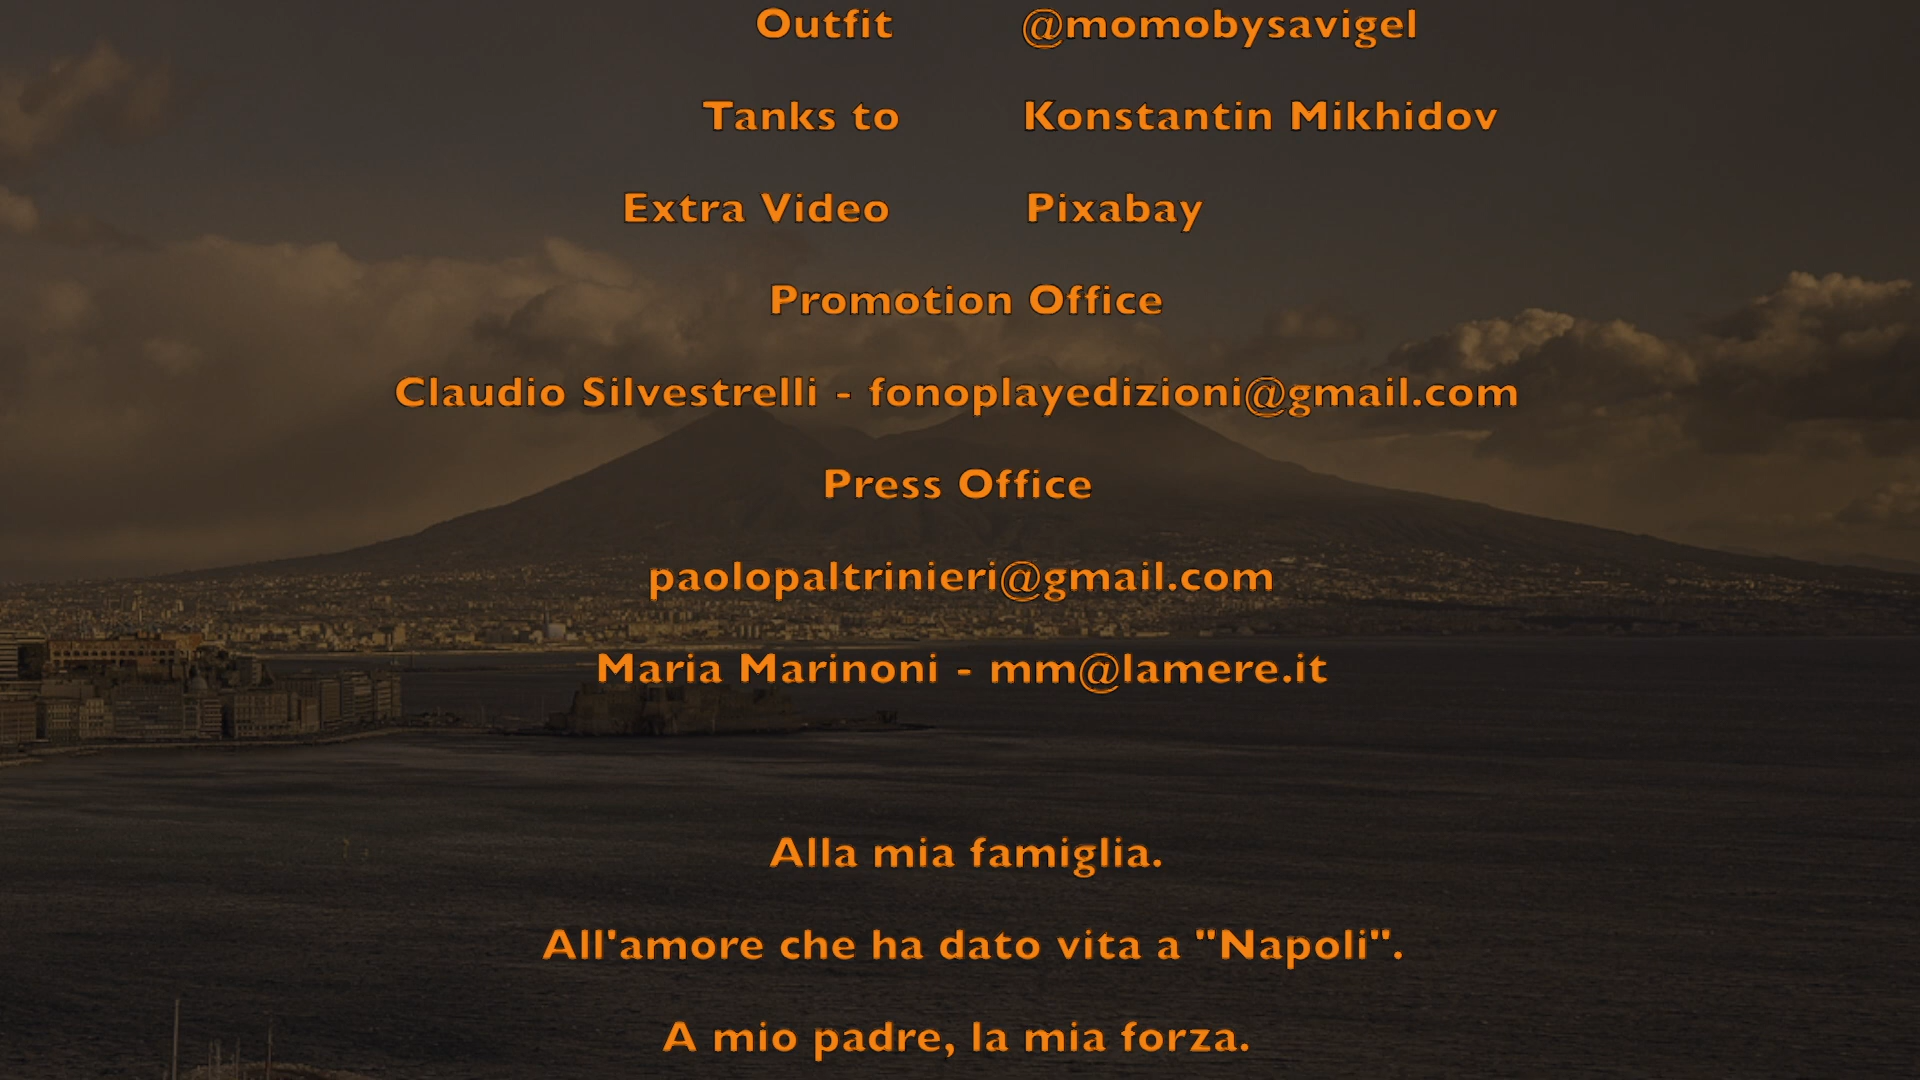 Outfit @momobysavigel
Tanks to Konstantin Mikhidov
Extra Video Pixabay
Promotion Office
Claudio Silvestrelli - fonoplayedizioni@gmail.com
Press Office
paolopaltrinieri@gmail.com
Maria Marinoni - mm@lamere.it
Alla mia famiglia.
All'amore che ha dato vita a "Napoli".
A mio padre, la mia forza.